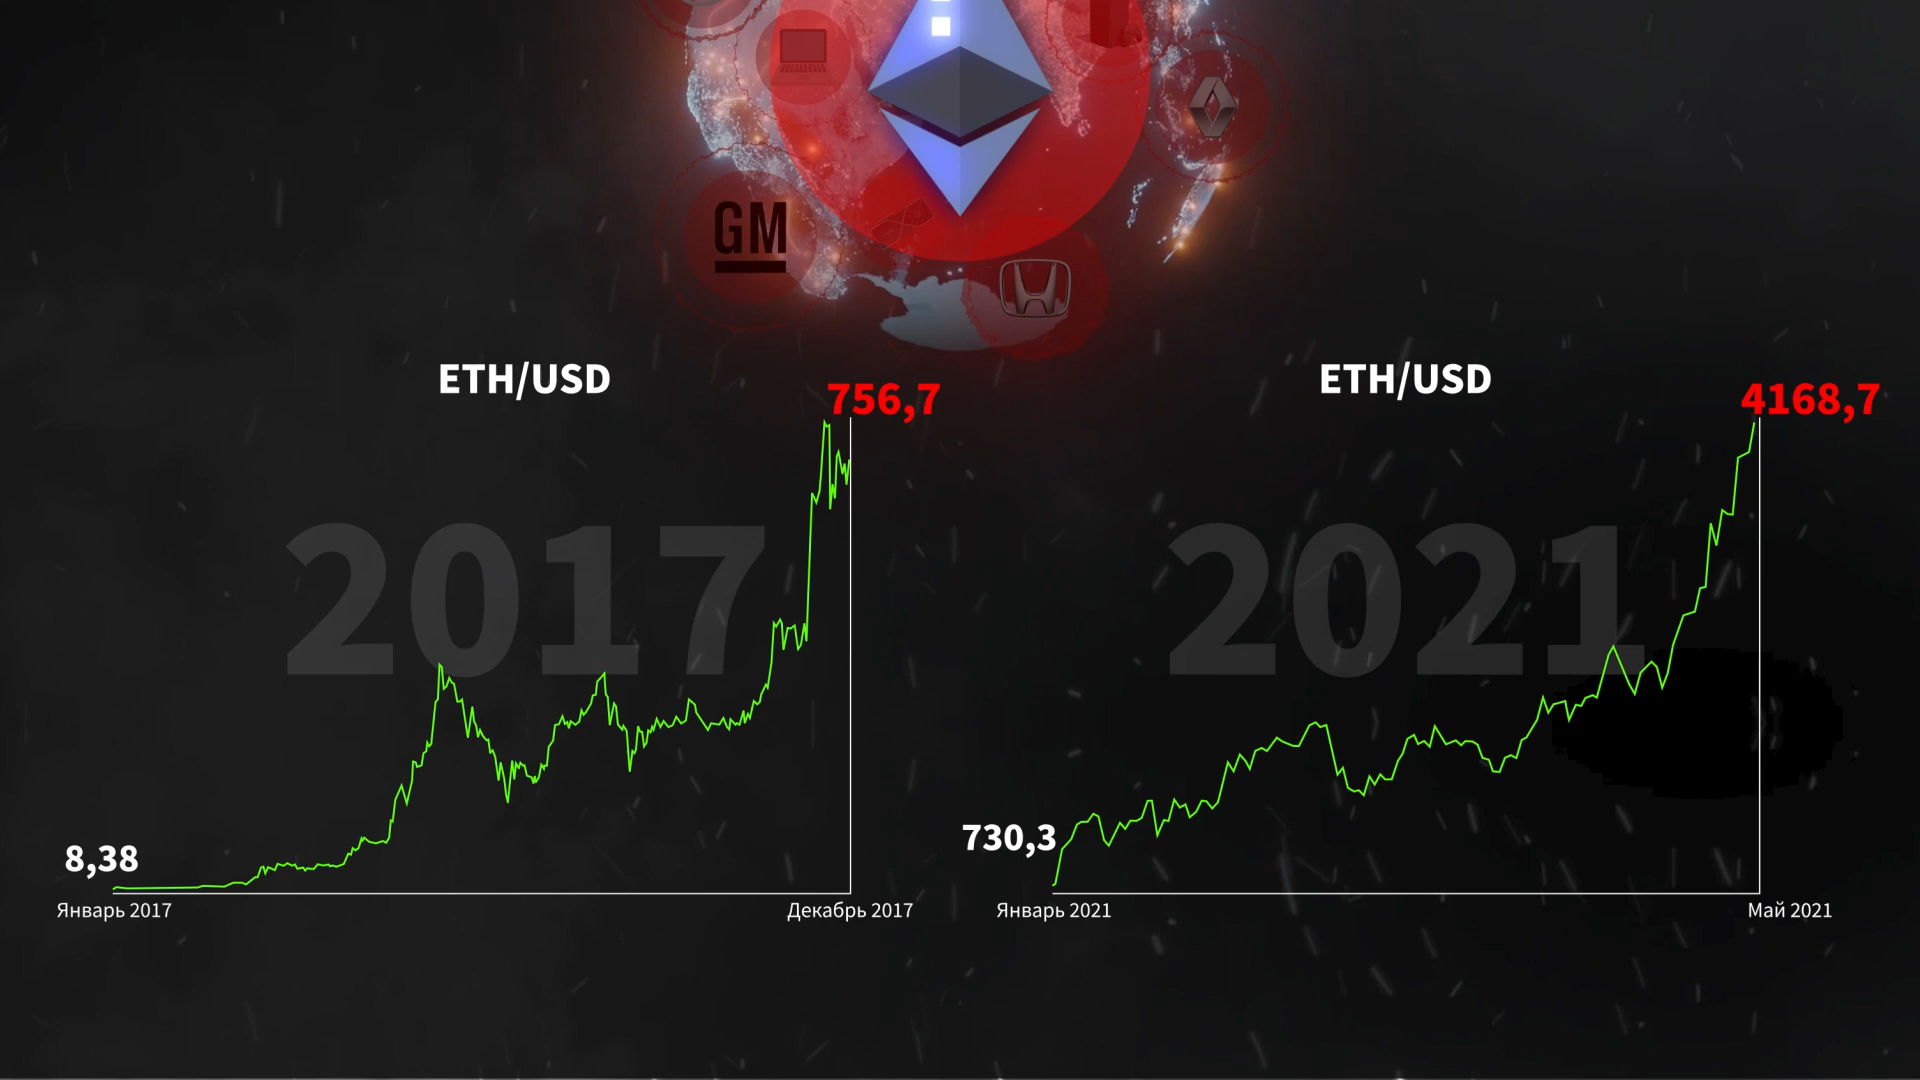 GM
ETH/USD
756,7
2017
8,38
Январь 2017
Декабрь 2017
ETH/USD
4168,7
2021
730,3
Январь 2021
Май 2021